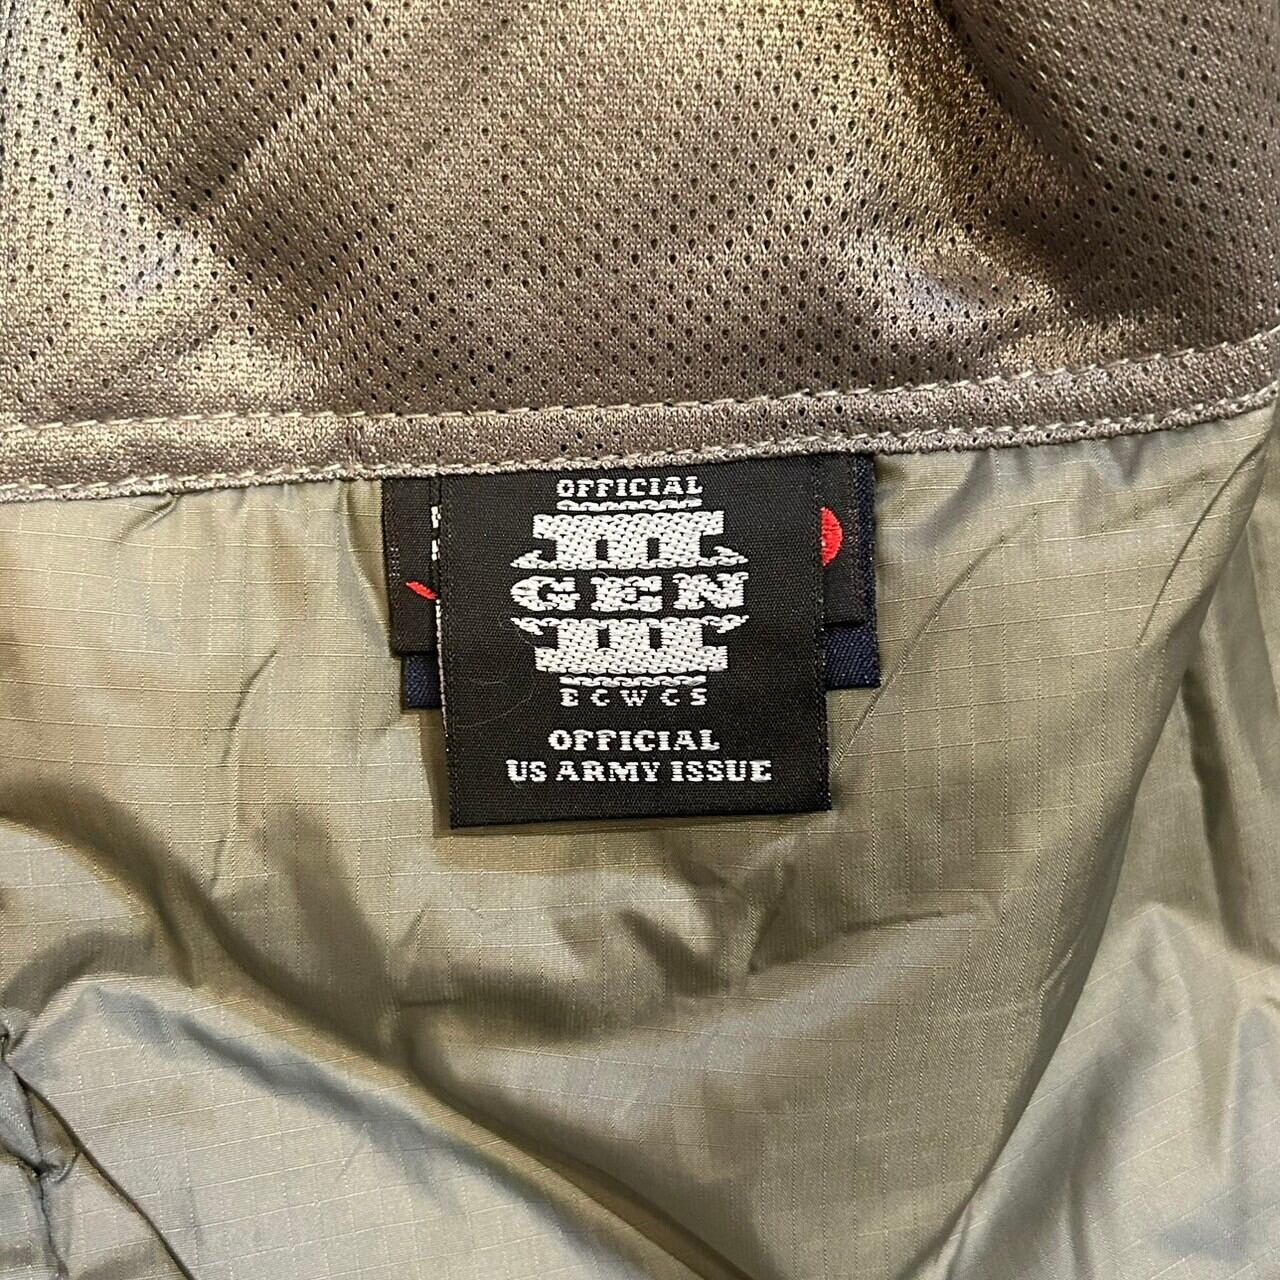 OFFICIAL
III
GEN
III
ECWCS
OFFICIAL
US ARMY ISSUE